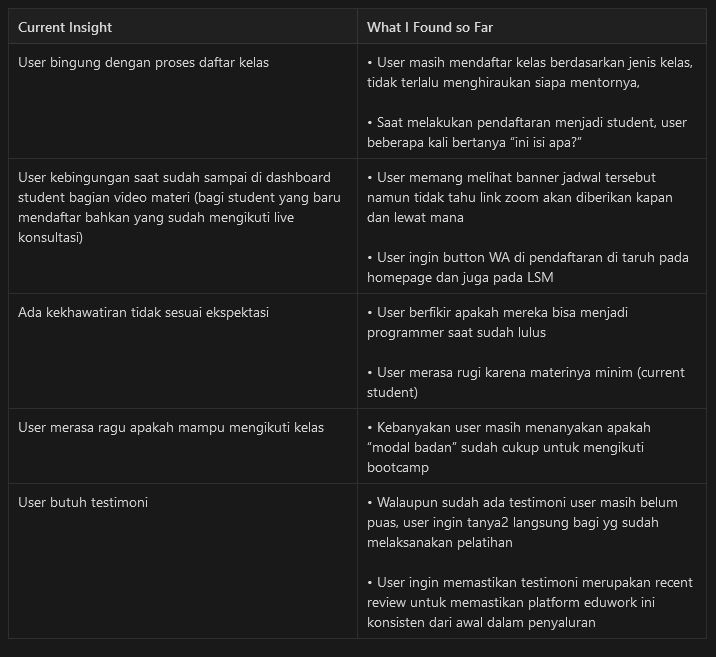 Current Insight
What I Found so Far
User bingung dengan proses daftar kelas
• User masih mendaftar kelas berdasarkan jenis kelas,
tidak terlalu menghiraukan siapa mentornya,
• Saat melakukan pendaftaran menjadi student, user
beberapa kali bertanya “ini isi apa?”
User kebingungan saat sudah sampai di dashboard
student bagian video materi (bagi student yang baru
mendaftar bahkan yang sudah mengikuti live
konsultasi)
• User memang melihat banner jadwal tersebut
namun tidak tahu link zoom akan diberikan kapan
dan lewat mana
• User ingin button WA di pendaftaran di taruh pada
homepage dan juga pada LSM
Ada kekhawatiran tidak sesuai ekspektasi
• User berfikir apakah mereka bisa menjadi
programmer saat sudah lulus
• User merasa rugi karena materinya minim (current
student)
User merasa ragu apakah mampu mengikuti kelas
• Kebanyakan user masih menanyakan apakah
“modal badan” sudah cukup untuk mengikuti
bootcamp
User butuh testimoni
• Walaupun sudah ada testimoni user masih belum
puas, user ingin tanya2 langsung bagi yg sudah
melaksanakan pelatihan
• User ingin memastikan testimoni merupakan recent
review untuk memastikan platform eduwork ini
konsisten dari awal dalam penyaluran